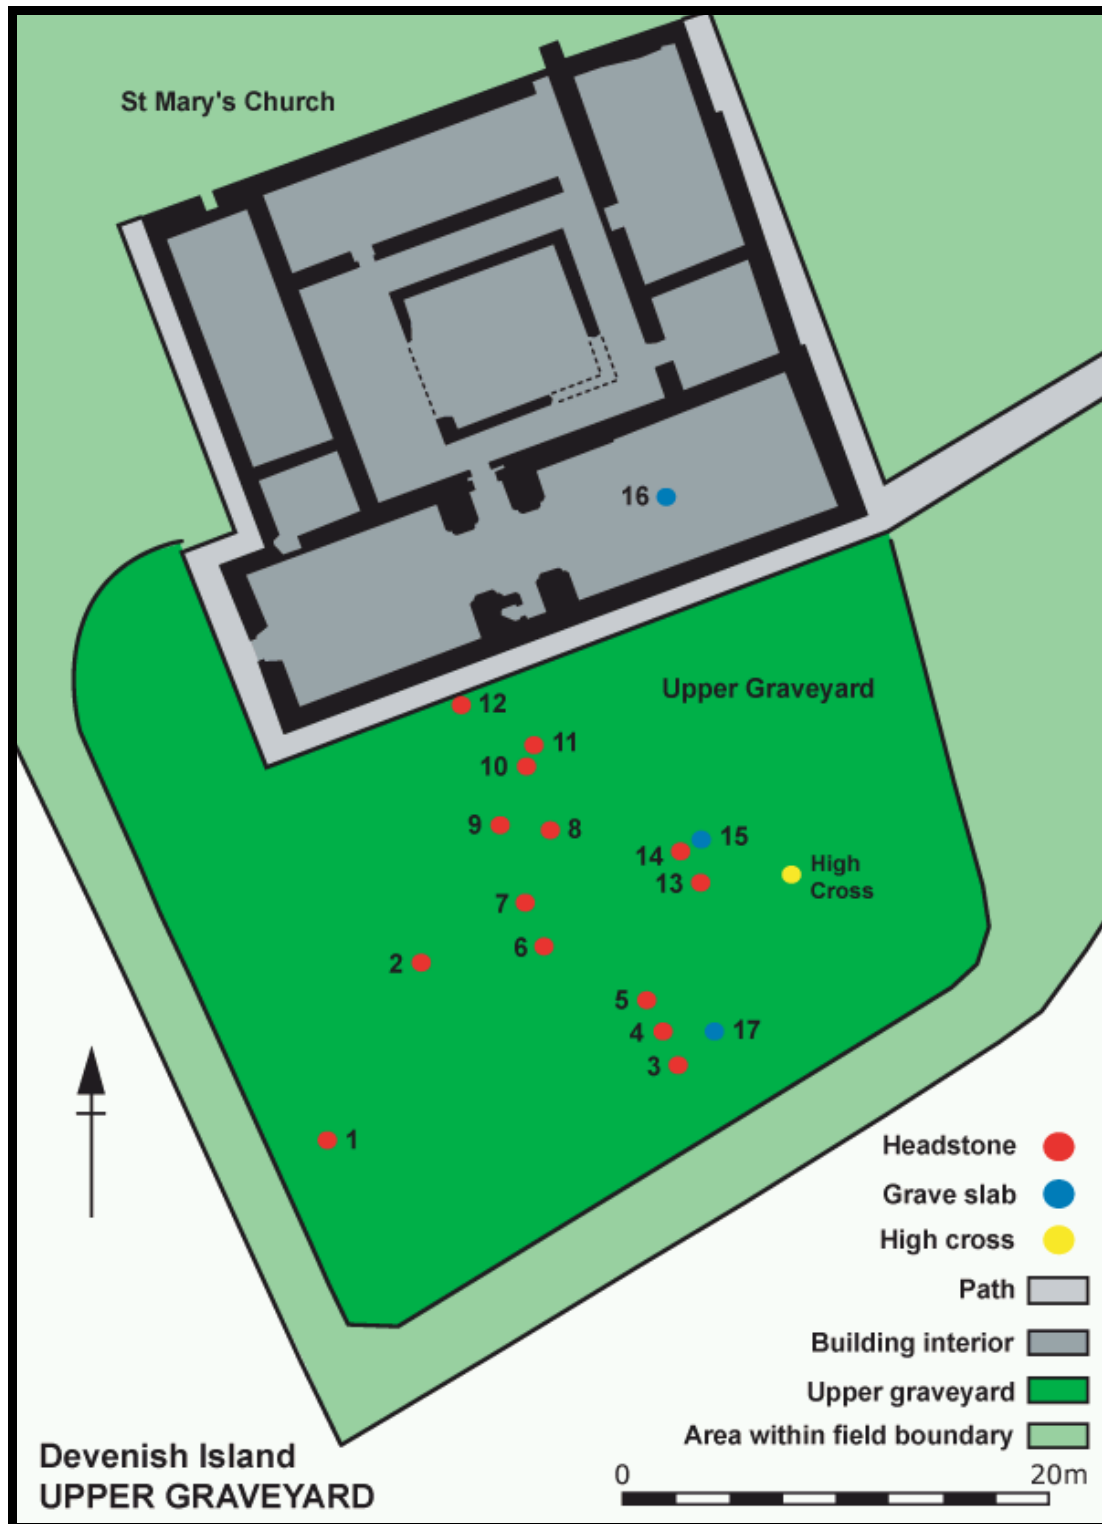 St Mary's Church
16
Upper Graveyard
12
11
10
9
8
15
14
High
Cross
13
7
6
2
5
4
17
3
1
Headstone
Grave slab
High cross
Path
Building interior
Upper graveyard
Area within field boundary
Devenish Island
UPPER GRAVEYARD
0 20m